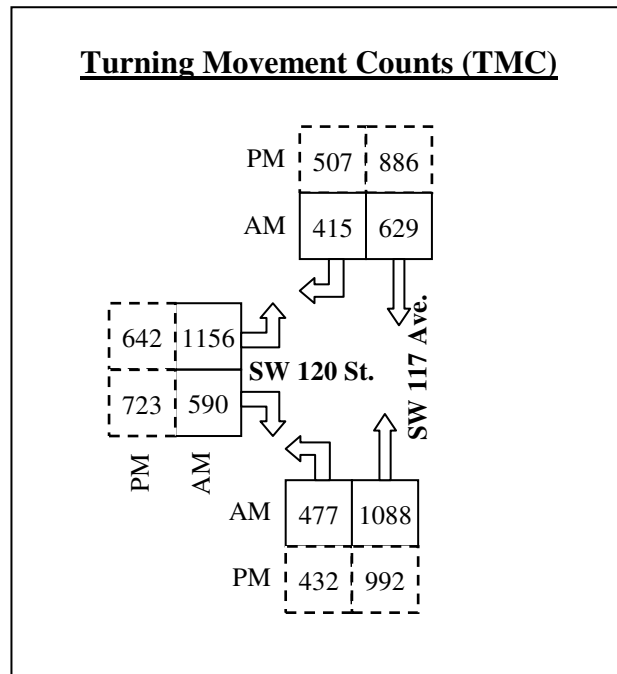 Turning Movement Counts (TMC)
PM 507 886
AM 415 629
642 1156
SW 120 St.
723 590
SW 117 Ave.
PM AM
AM 477 1088
PM 432 992